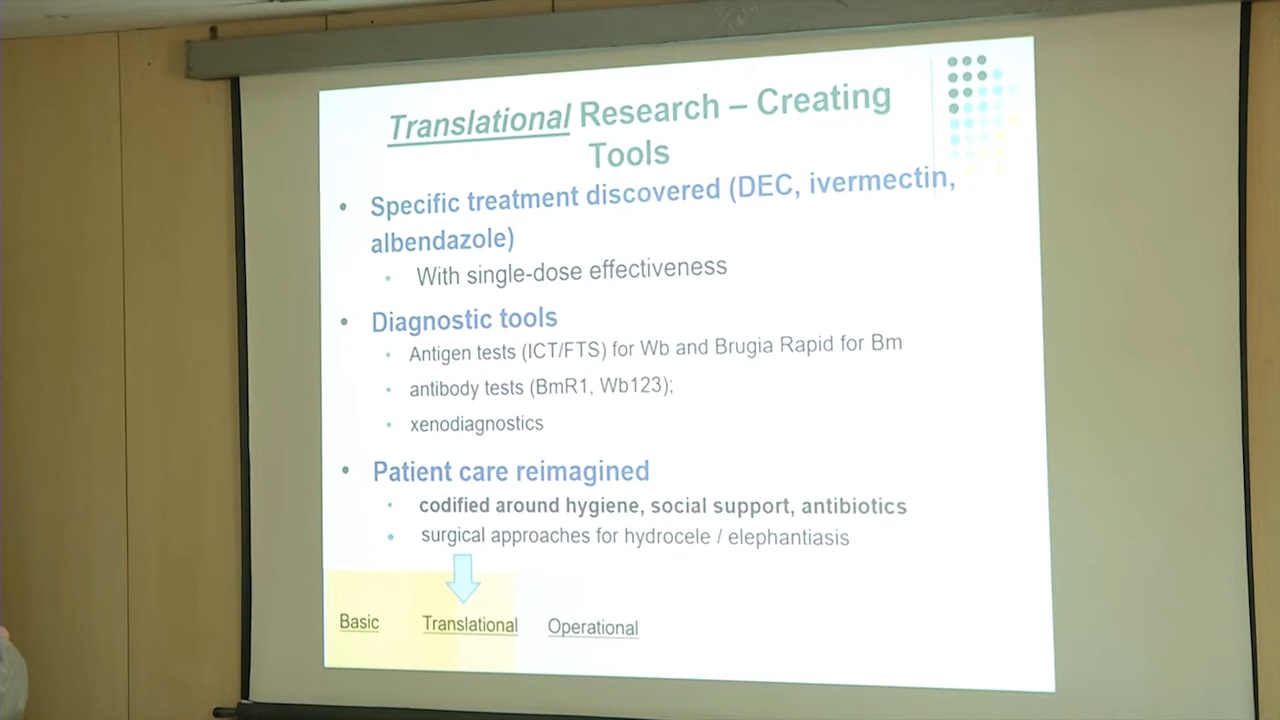 Translational Research – Creating
Tools
• Specific treatment discovered (DEC, ivermectin,
albendazole)
• With single-dose effectiveness
• Diagnostic tools
• Antigen tests (ICT/FTS) for Wb and Brugia Rapid for Bm
• antibody tests (BmR1, Wb123);
• xenodiagnostics
• Patient care reimagined
• codified around hygiene, social support, antibiotics
• surgical approaches for hydrocele / elephantiasis
Basic Translational Operational